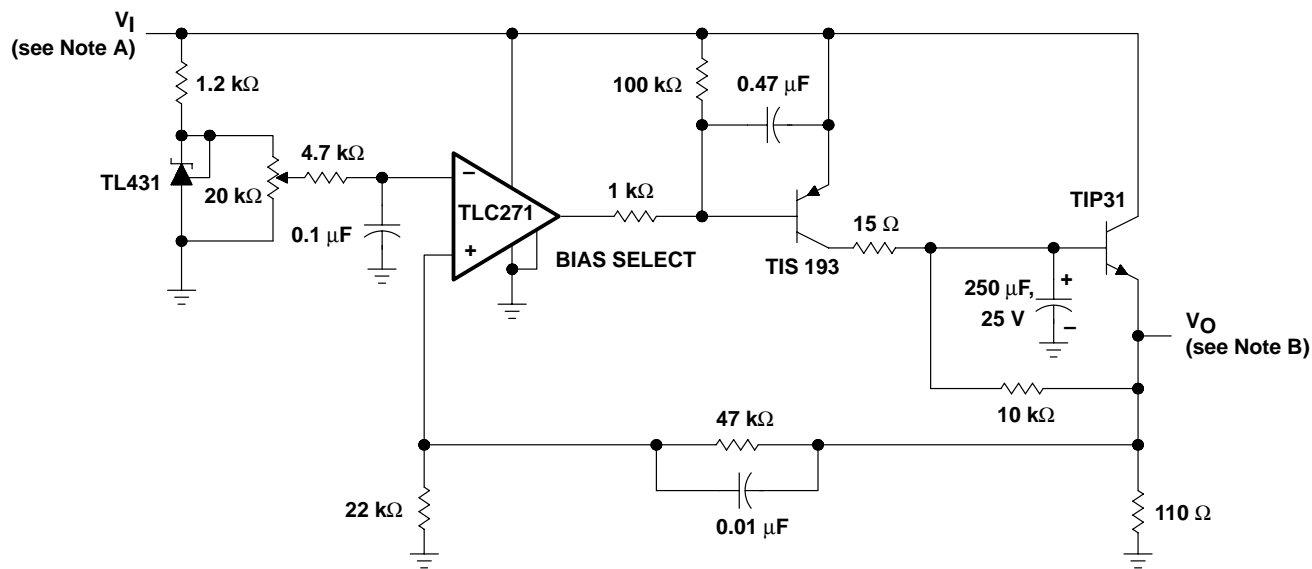 VI
(see Note A)
1.2 kΩ
TL431
20 kΩ
4.7 kΩ
0.1 μF
−
TLC271
+
BIAS SELECT
1 kΩ
100 kΩ
0.47 μF
TIS 193
15 Ω
TIP31
250 μF,
25 V
+
−
VO
(see Note B)
10 kΩ
47 kΩ
0.01 μF
22 kΩ
110 Ω